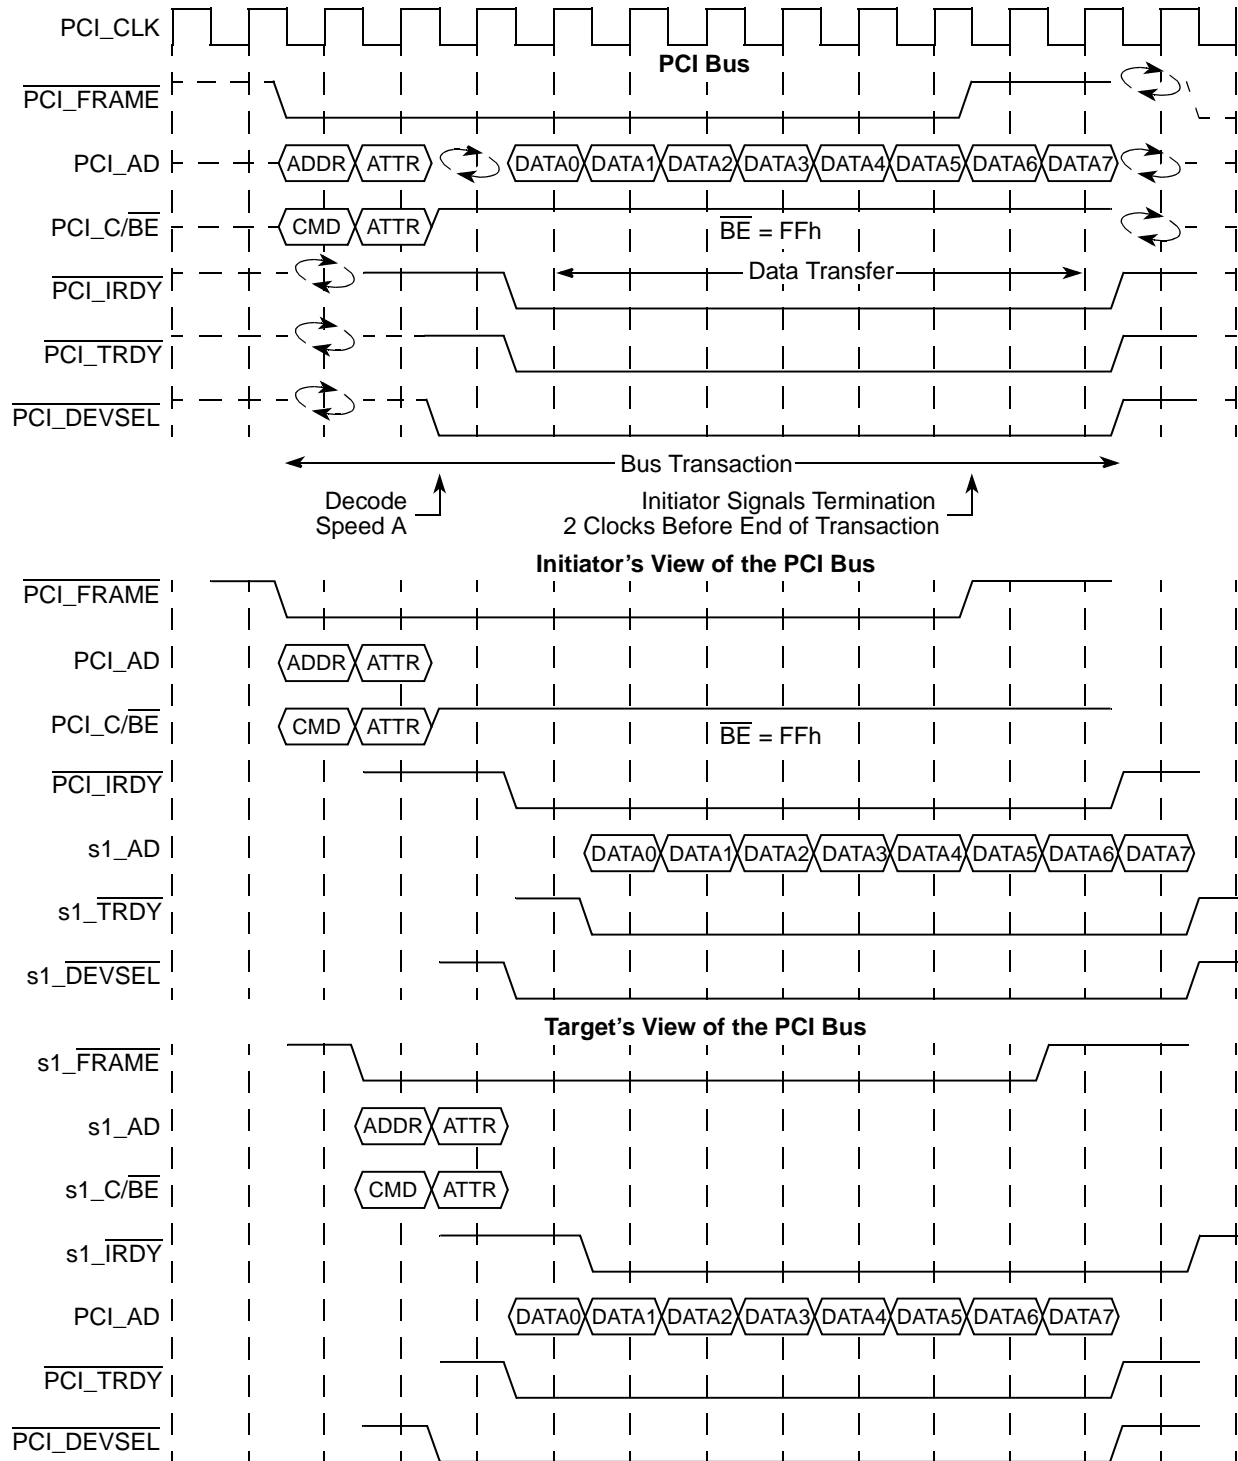 PCI_CLK
PCI Bus
PCI_FRAME
PCI_AD ADDR ATTR DATA0 DATA1 DATA2 DATA3 DATA4 DATA5 DATA6 DATA7
PCI_C/BE CMD ATTR BE = FFh
PCI_IRDY Data Transfer
PCI_TRDY
PCI_DEVSEL
Bus Transaction
Decode Speed A
Initiator Signals Termination
2 Clocks Before End of Transaction
Initiator’s View of the PCI Bus
PCI_FRAME
PCI_AD ADDR ATTR
PCI_C/BE CMD ATTR BE = FFh
PCI_IRDY
s1_AD DATA0 DATA1 DATA2 DATA3 DATA4 DATA5 DATA6 DATA7
s1_TRDY
s1_DEVSEL
Target’s View of the PCI Bus
s1_FRAME
s1_AD ADDR ATTR
s1_C/BE CMD ATTR
s1_IRDY
PCI_AD DATA0 DATA1 DATA2 DATA3 DATA4 DATA5 DATA6 DATA7
PCI_TRDY
PCI_DEVSEL